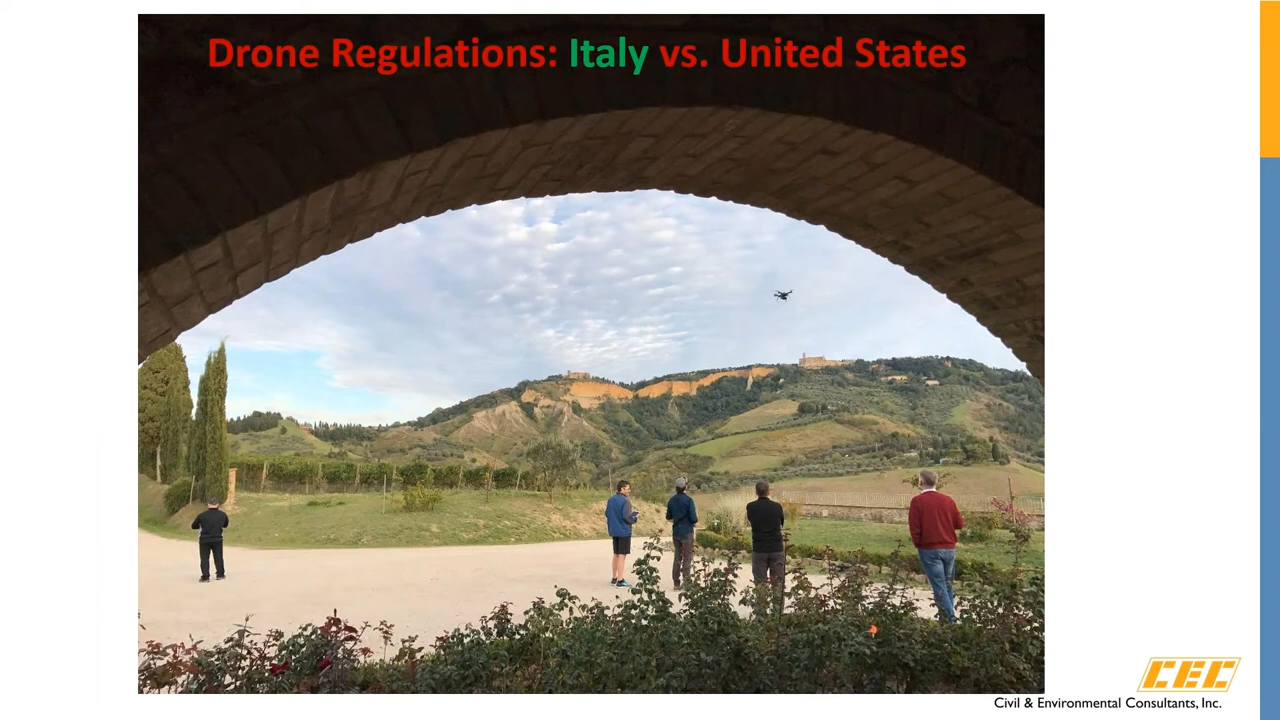 Drone Regulations: Italy vs. United States
CEC
Civil & Environmental Consultants, Inc.